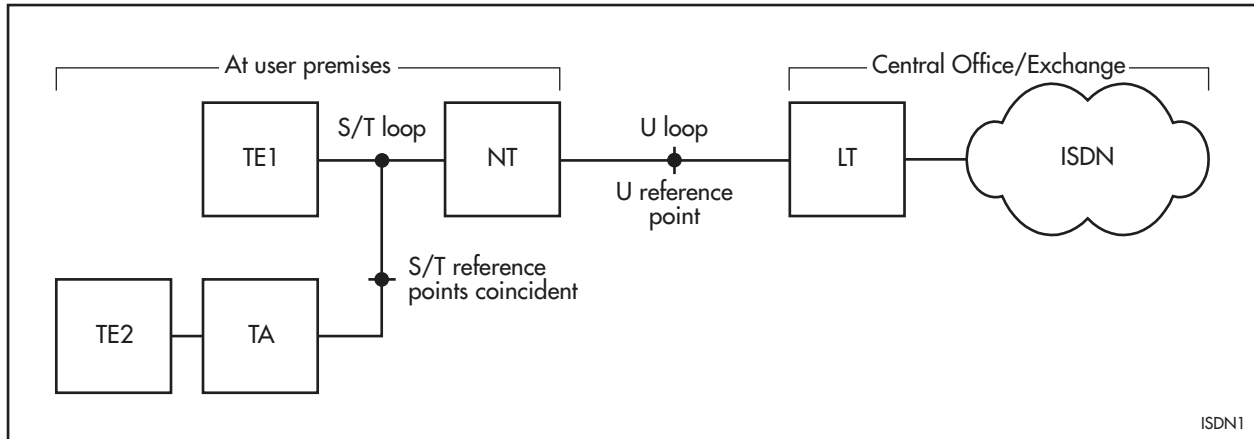 At user premises
Central Office/Exchange
TE1
S/T loop
NT
U loop
U reference
point
LT
ISDN
S/T reference
points coincident
TE2
TA
ISDN1